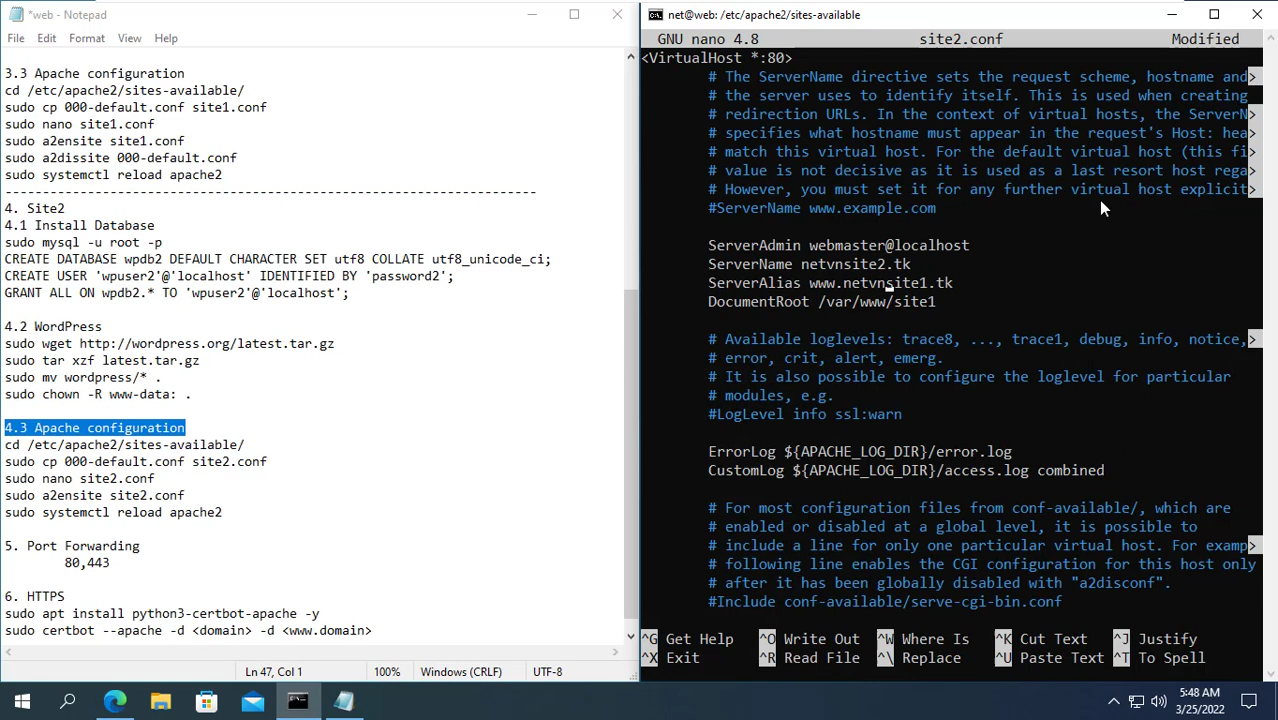 *web - Notepad
File Edit Format View Help
3.3 Apache configuration
cd /etc/apache2/sites-available/
sudo cp 000-default.conf site1.conf
sudo nano site1.conf
sudo a2ensite site1.conf
sudo a2dissite 000-default.conf
sudo systemctl reload apache2
---------------------------------------------------------------
4. Site2
4.1 Install Database
sudo mysql -u root -p
CREATE DATABASE wpdb2 DEFAULT CHARACTER SET utf8 COLLATE utf8_unicode_ci;
CREATE USER 'wpuser2'@'localhost' IDENTIFIED BY 'password2';
GRANT ALL ON wpdb2.* TO 'wpuser2'@'localhost';
4.2 WordPress
sudo wget http://wordpress.org/latest.tar.gz
sudo tar xzf latest.tar.gz
sudo mv wordpress/* .
sudo chown -R www-data: .
4.3 Apache configuration
cd /etc/apache2/sites-available/
sudo cp 000-default.conf site2.conf
sudo nano site2.conf
sudo a2ensite site2.conf
sudo systemctl reload apache2
5. Port Forwarding
80,443
6. HTTPS
sudo apt install python3-certbot-apache -y
sudo certbot --apache -d <domain> -d <www.domain>
Ln 47, Col 1 100% Windows (CRLF) UTF-8
net@web: /etc/apache2/sites-available
GNU nano 4.8 site2.conf Modified
<VirtualHost *:80>
# The ServerName directive sets the request scheme, hostname and>
# the server uses to identify itself. This is used when creating
# redirection URLs. In the context of virtual hosts, the ServerN>
# specifies what hostname must appear in the request's Host: hea>
# match this virtual host. For the default virtual host (this fi>
# value is not decisive as it is used as a last resort host rega>
# However, you must set it for any further virtual host explicit>
#ServerName www.example.com
ServerAdmin webmaster@localhost
ServerName netvnsite2.tk
ServerAlias www.netvnsite1.tk
DocumentRoot /var/www/site1
# Available loglevels: trace8, ..., trace1, debug, info, notice,>
# error, crit, alert, emerg.
# It is also possible to configure the loglevel for particular
# modules, e.g.
#LogLevel info ssl:warn
ErrorLog ${APACHE_LOG_DIR}/error.log
CustomLog ${APACHE_LOG_DIR}/access.log combined
# For most configuration files from conf-available/, which are
# enabled or disabled at a global level, it is possible to
# include a line for only one particular virtual host. For examp>
# following line enables the CGI configuration for this host only
# after it has been globally disabled with "a2disconf".
#Include conf-available/serve-cgi-bin.conf
^G Get Help ^O Write Out ^W Where Is ^K Cut Text ^J Justify
^X Exit ^R Read File ^\ Replace ^U Paste Text ^T To Spell
5:48 AM
3/25/2022